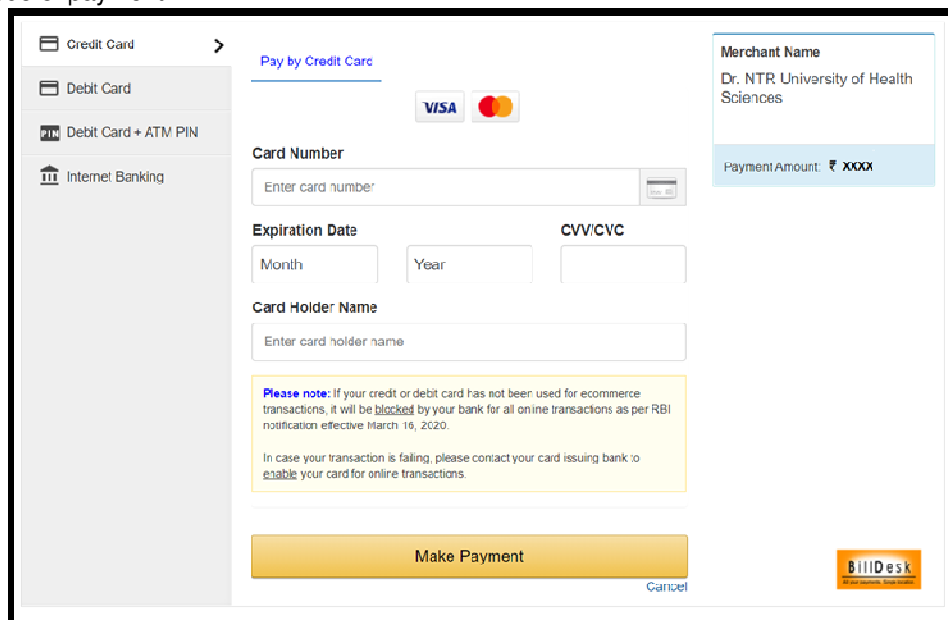 Credit Card
Debit Card
PIN Debit Card + ATM PIN
Internet Banking
Pay by Credit Card
VISA
Card Number
Enter card number
Expiration Date
CVV/CVC
Month
Year
Card Holder Name
Enter card holder name
Please note: If your credit or debit card has not been used for ecommerce
transactions, it will be blocked by your bank for all online transactions as per RBI
notification effective March 16, 2020.
In case your transaction is failing, please contact your card issuing bank to
enable your card for online transactions.
Make Payment
Cancel
Merchant Name
Dr. NTR University of Health
Sciences
Payment Amount: ₹ XXXX
BillDesk